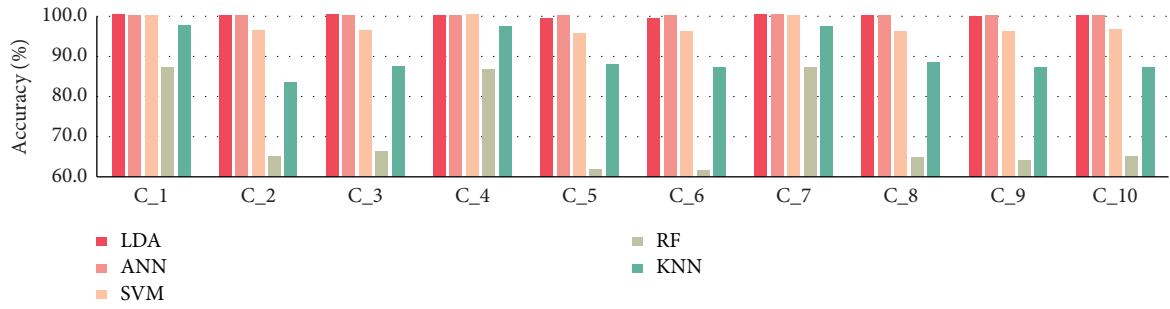 Accuracy (%)
100.0
90.0
80.0
70.0
60.0
C_1 C_2 C_3 C_4 C_5 C_6 C_7 C_8 C_9 C_10
LDA
ANN
SVM
RF
KNN